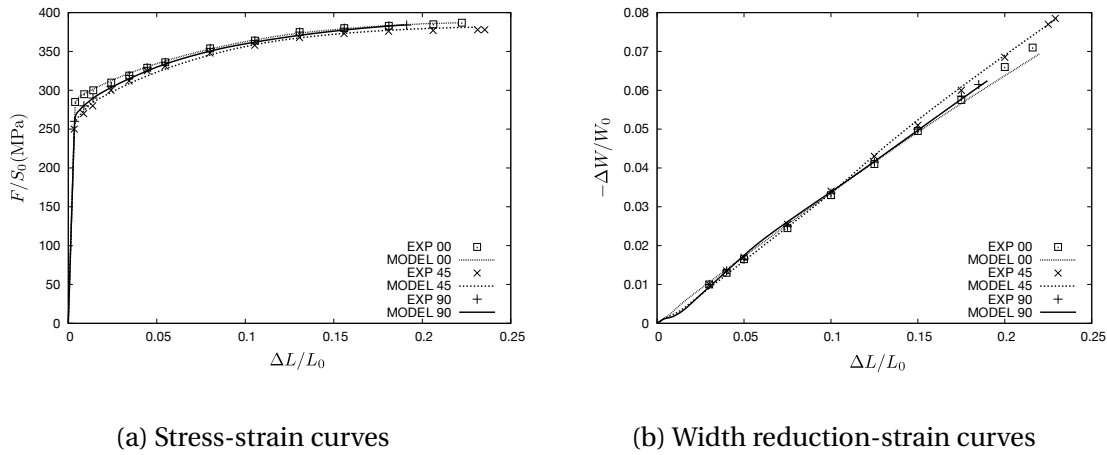 400
350
300
250
200
150
100
50
0
F/S₀(MPa)
EXP 00
MODEL 00
EXP 45
MODEL 45
EXP 90
MODEL 90
0 0.05 0.1 0.15 0.2 0.25
ΔL/L₀
(a) Stress-strain curves
0.08
0.07
0.06
0.05
0.04
0.03
0.02
0.01
0
−ΔW/W₀
EXP 00
MODEL 00
EXP 45
MODEL 45
EXP 90
MODEL 90
0 0.05 0.1 0.15 0.2 0.25
ΔL/L₀
(b) Width reduction-strain curves